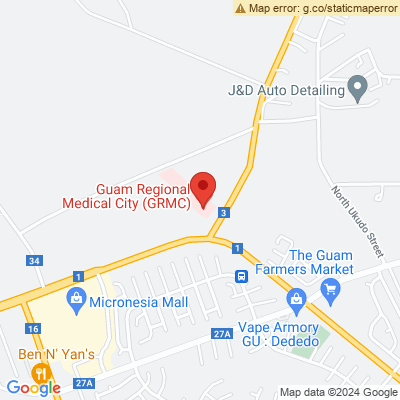 Map error: g.co/staticmaperror
J&D Auto Detailing
Guam Regional
Medical City (GRMC)
3
North Ukudo Street
34
1
1
The Guam
Farmers Market
Micronesia Mall
16
27A
Vape Armory
GU : Dededo
Ben N' Yan's
27A
Google
Map data ©2024 Google